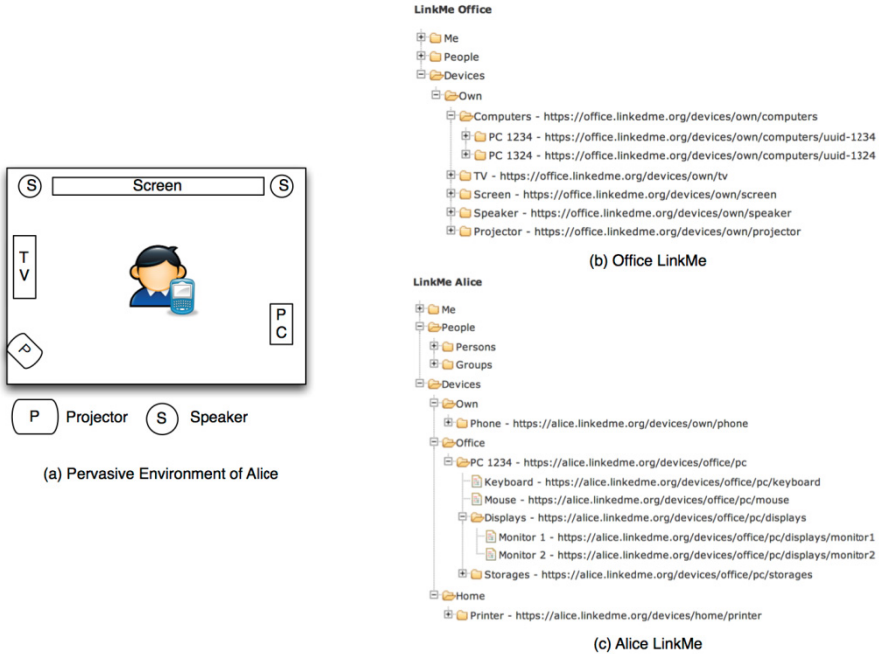 S
Screen
S
T
V
P
C
P
P
Projector
S
Speaker
(a) Pervasive Environment of Alice
LinkMe Office
Me
People
Devices
Own
Computers - https://office.linkedme.org/devices/own/computers
PC 1234 - https://office.linkedme.org/devices/own/computers/uuid-1234
PC 1324 - https://office.linkedme.org/devices/own/computers/uuid-1324
TV - https://office.linkedme.org/devices/own/tv
Screen - https://office.linkedme.org/devices/own/screen
Speaker - https://office.linkedme.org/devices/own/speaker
Projector - https://office.linkedme.org/devices/own/projector
(b) Office LinkMe
LinkMe Alice
Me
People
Persons
Groups
Devices
Own
Phone - https://alice.linkedme.org/devices/own/phone
Office
PC 1234 - https://alice.linkedme.org/devices/office/pc
Keyboard - https://alice.linkedme.org/devices/office/pc/keyboard
Mouse - https://alice.linkedme.org/devices/office/pc/mouse
Displays - https://alice.linkedme.org/devices/office/pc/displays
Monitor 1 - https://alice.linkedme.org/devices/office/pc/displays/monitor1
Monitor 2 - https://alice.linkedme.org/devices/office/pc/displays/monitor2
Storages - https://alice.linkedme.org/devices/office/pc/storages
Home
Printer - https://alice.linkedme.org/devices/home/printer
(c) Alice LinkMe